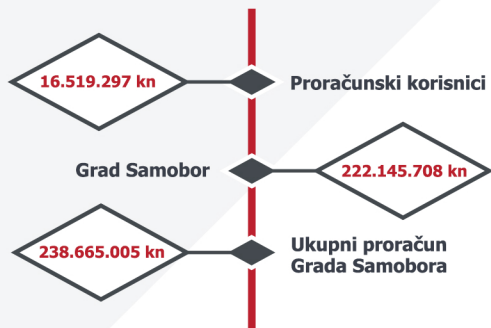 16.519.297 kn
Proračunski korisnici
Grad Samobor
222.145.708 kn
238.665.005 kn
Ukupni proračun
Grada Samobora